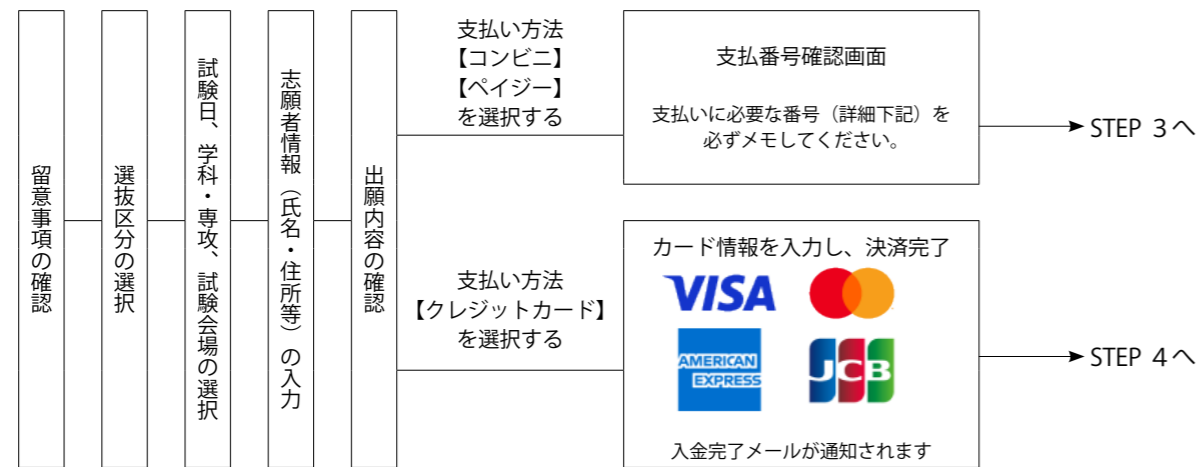 留意事項の確認
選抜区分の選択
試験日、学科・専攻、試験会場の選択
志願者情報（氏名・住所等）の入力
出願内容の確認
支払い方法
【コンビニ】
【ペイジー】
を選択する
支払番号確認画面
支払いに必要な番号（詳細下記）を
必ずメモしてください。
STEP 3へ
支払い方法
【クレジットカード】
を選択する
カード情報を入力し、決済完了
VISA
AMERICAN
EXPRESS
JCB
入金完了メールが通知されます
STEP 4へ